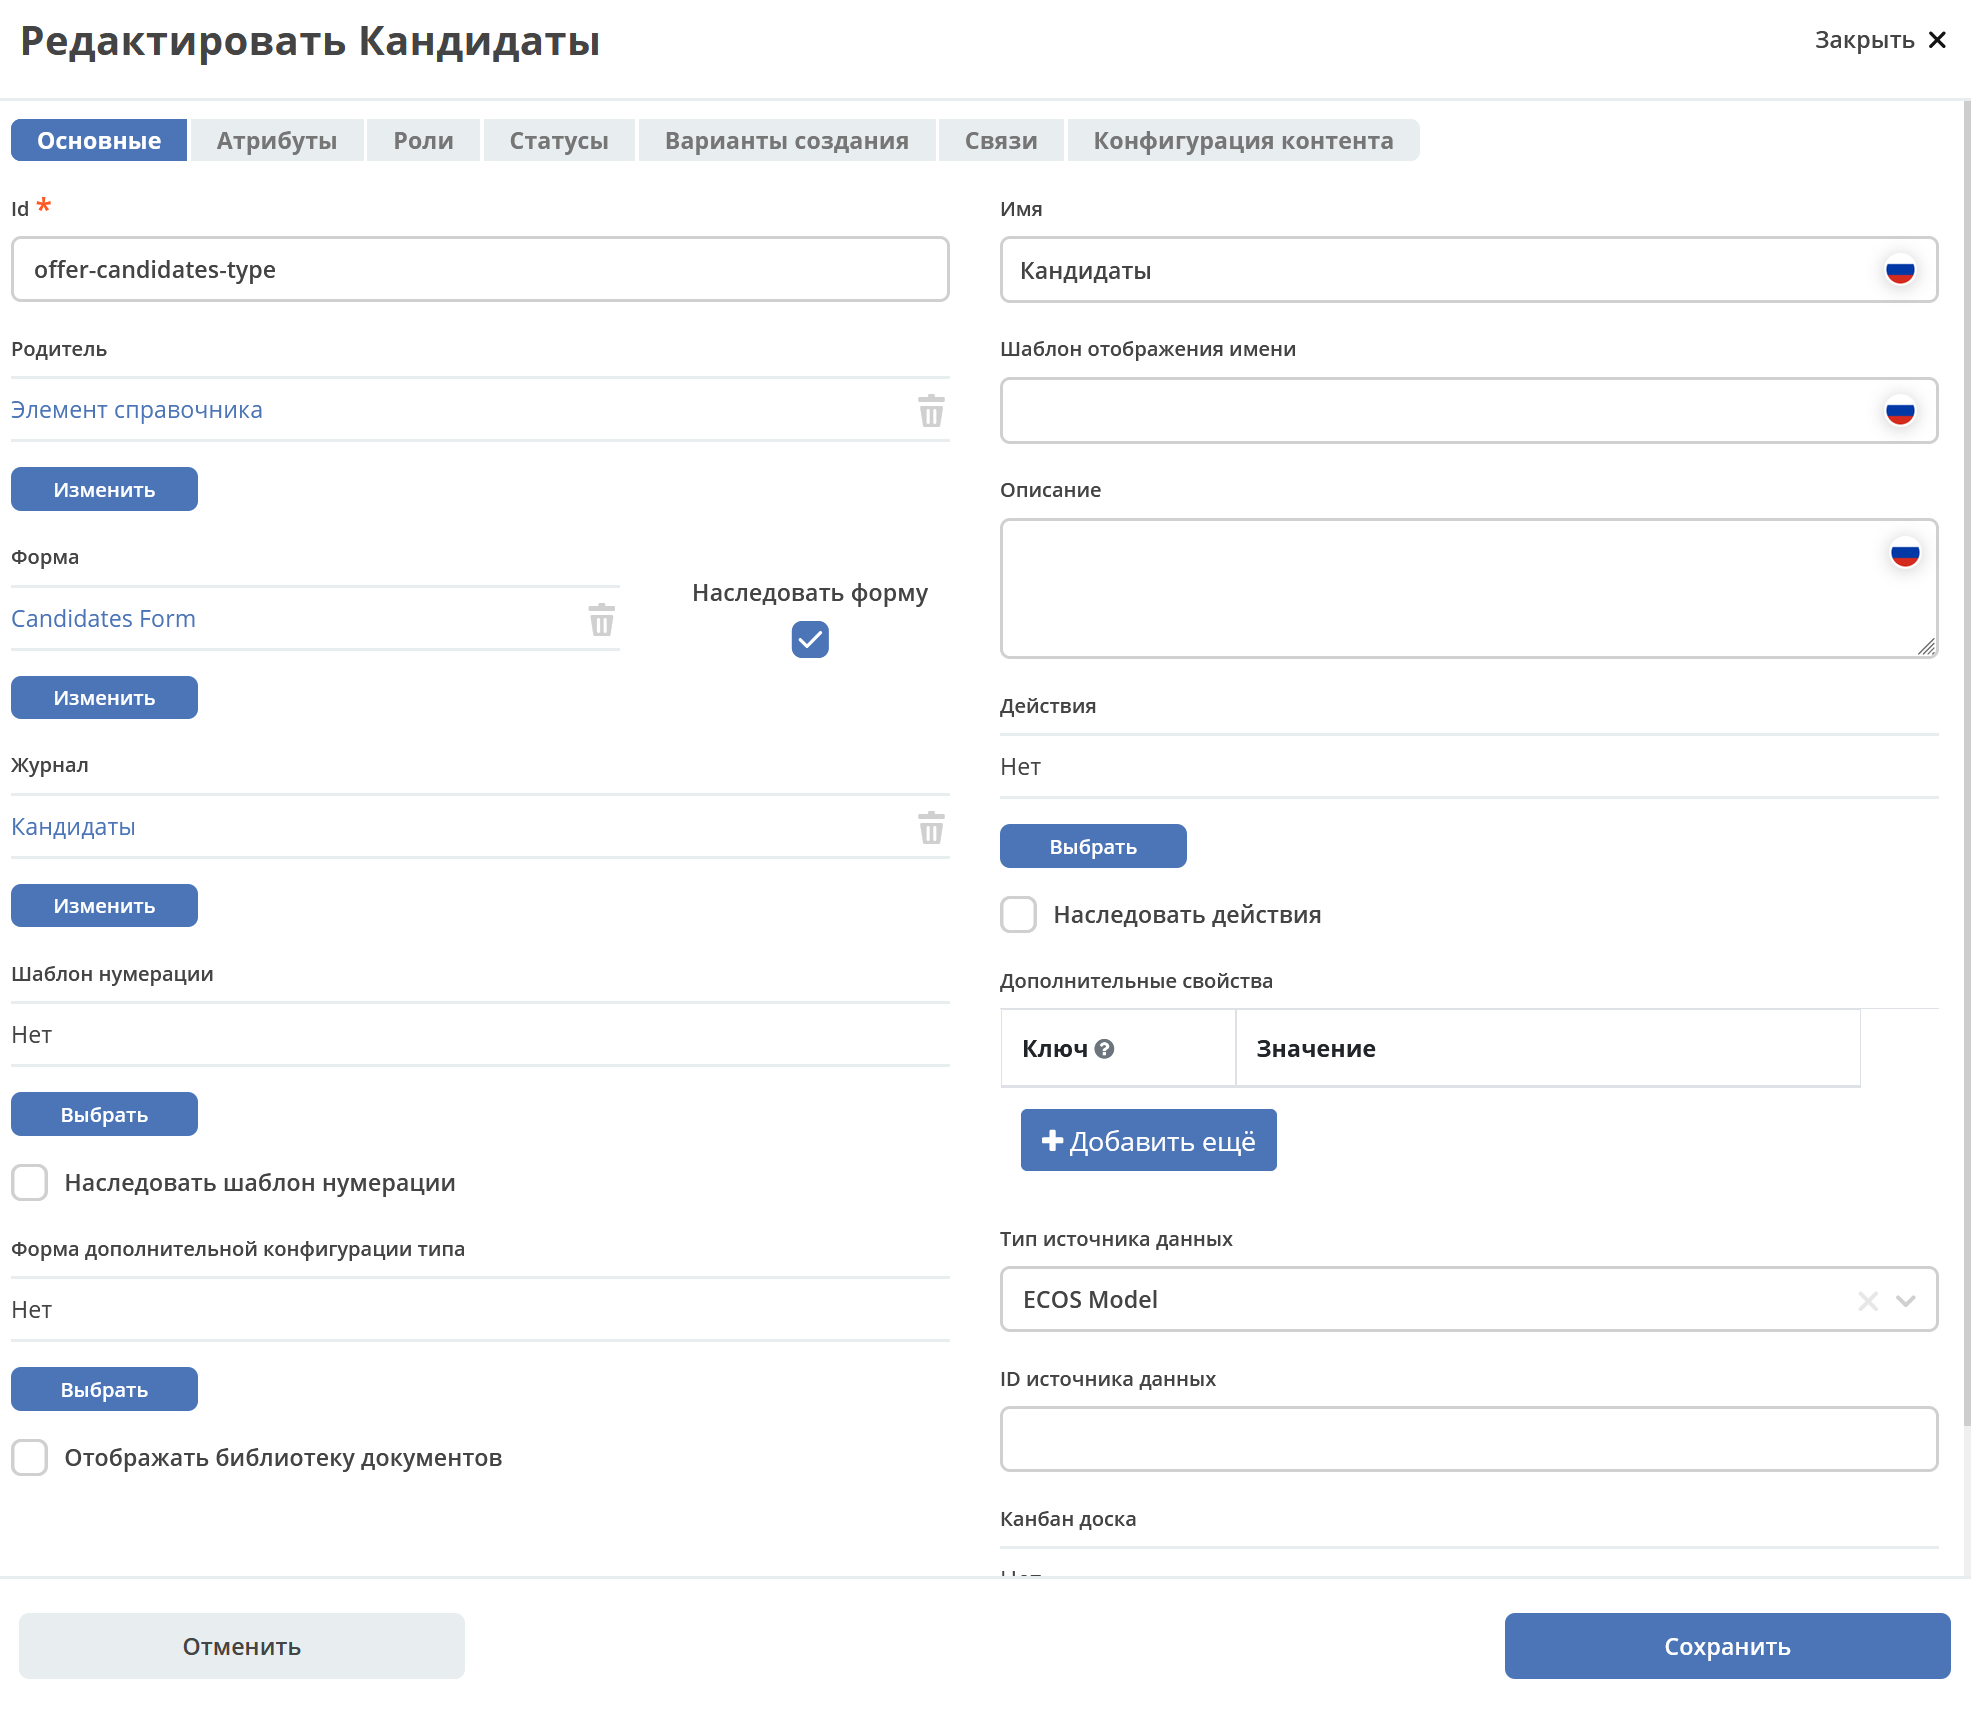 Редактировать Кандидаты
Закрыть
Основные Атрибуты Роли Статусы Варианты создания Связи Конфигурация контента
Id *
offer-candidates-type
Родитель
Элемент справочника
Изменить
Форма
Candidates Form
Наследовать форму
Изменить
Журнал
Кандидаты
Изменить
Шаблон нумерации
Нет
Выбрать
Наследовать шаблон нумерации
Форма дополнительной конфигурации типа
Нет
Выбрать
Отображать библиотеку документов
Имя
Кандидаты
Шаблон отображения имени
Описание
Действия
Нет
Выбрать
Наследовать действия
Дополнительные свойства
Ключ Значение
Добавить ещё
Тип источника данных
ECOS Model
ID источника данных
Канбан доска
Отменить
Сохранить